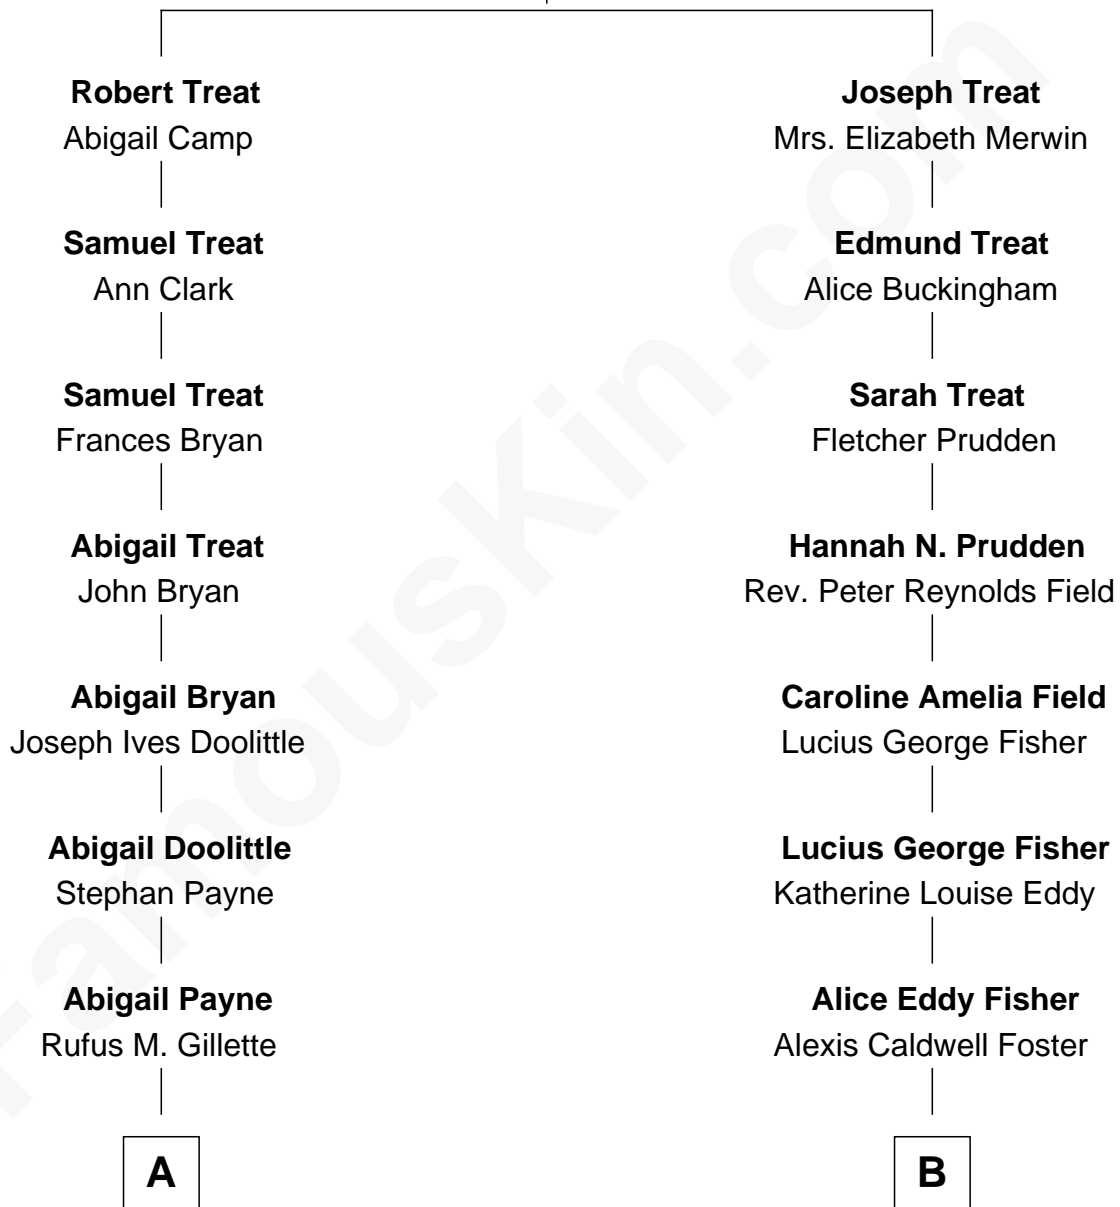 Robert Treat
Abigail Camp
Samuel Treat
Ann Clark
Samuel Treat
Frances Bryan
Abigail Treat
John Bryan
Abigail Bryan
Joseph Ives Doolittle
Abigail Doolittle
Stephan Payne
Abigail Payne
Rufus M. Gillette
A
Joseph Treat
Mrs. Elizabeth Merwin
Edmund Treat
Alice Buckingham
Sarah Treat
Fletcher Prudden
Hannah N. Prudden
Rev. Peter Reynolds Field
Caroline Amelia Field
Lucius George Fisher
Lucius George Fisher
Katherine Louise Eddy
Alice Eddy Fisher
Alexis Caldwell Foster
B
FamousKin.com